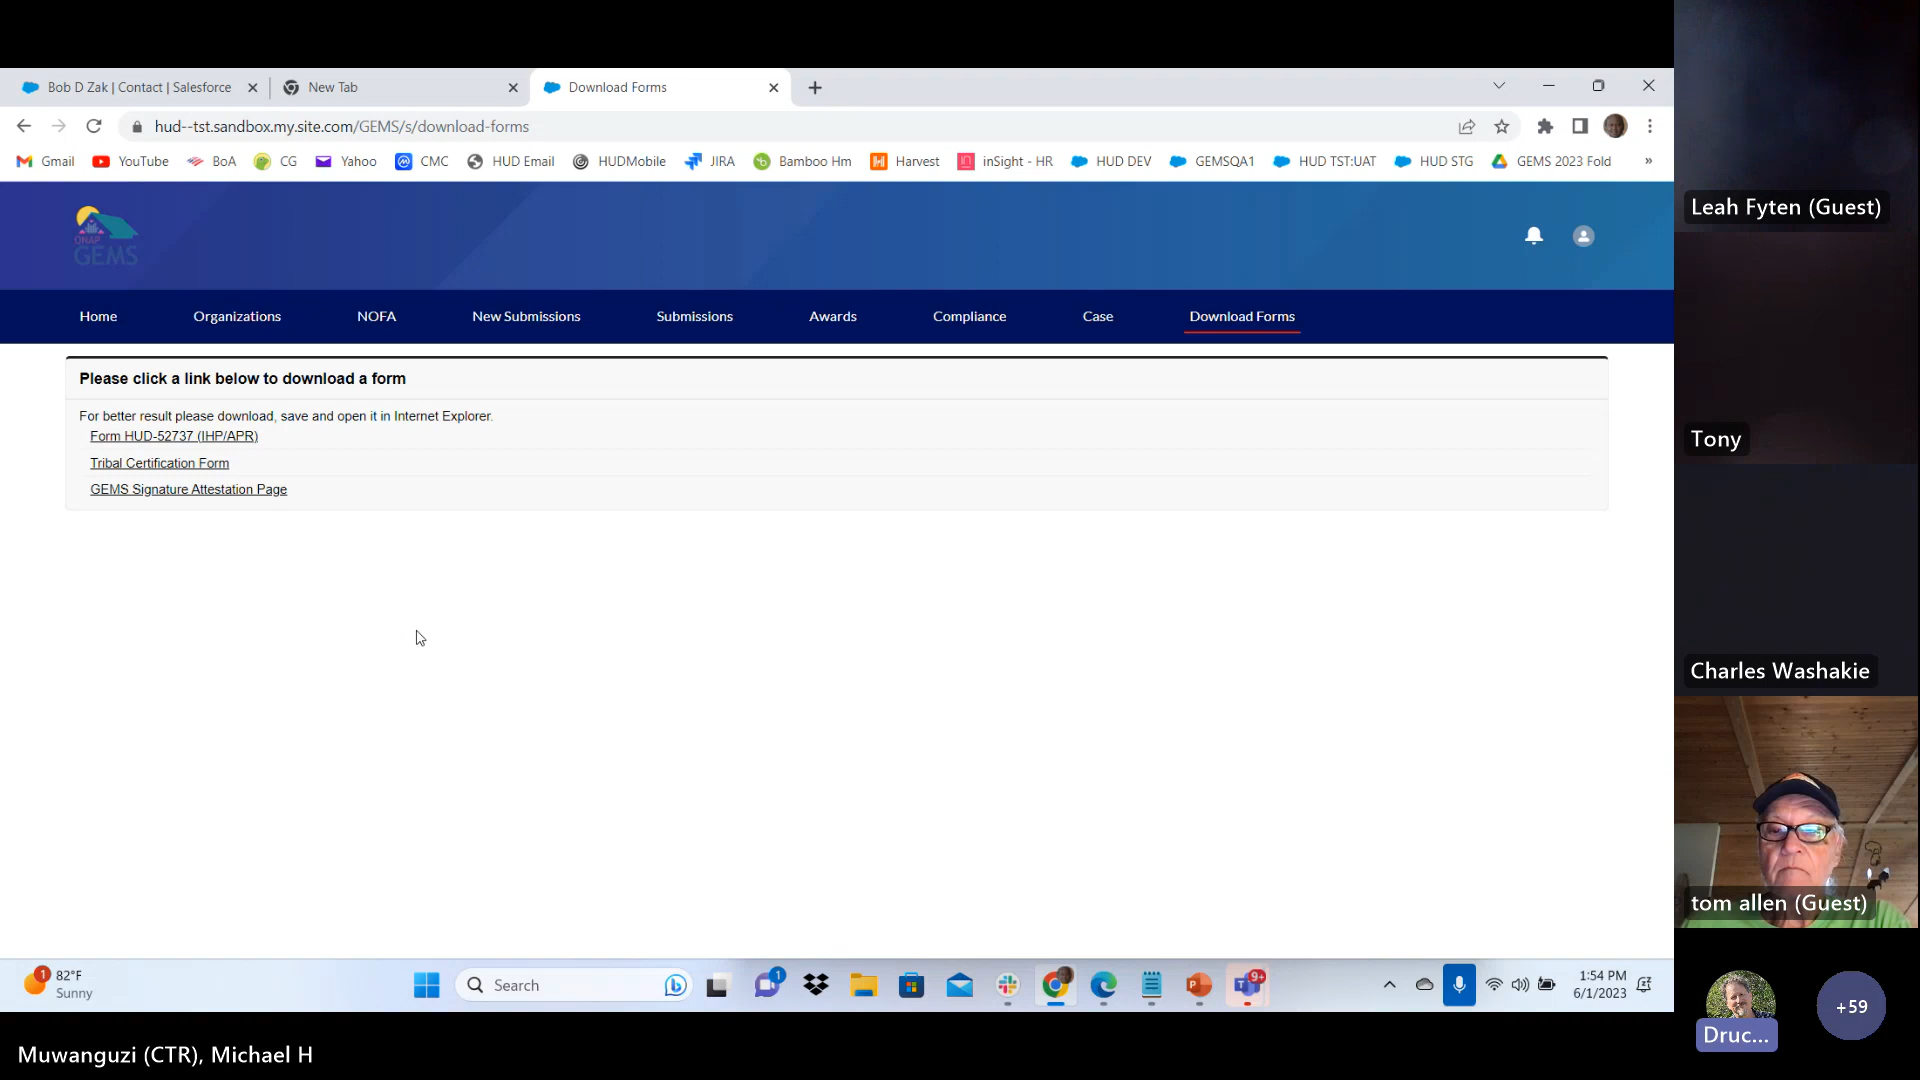 Bob D Zak | Contact | Salesforce
New Tab
Download Forms
hud--tst.sandbox.my.site.com/GEMS/s/download-forms
Gmail YouTube BoA CG Yahoo CMC HUD Email HUDMobile JIRA Bamboo Hm Harvest inSight - HR HUD DEV GEMSQA1 HUD TST:UAT HUD STG GEMS 2023 Fold »
ONAP
GEMS
Home Organizations NOFA New Submissions Submissions Awards Compliance Case Download Forms
Please click a link below to download a form
For better result please download, save and open it in Internet Explorer.
Form HUD-52737 (IHP/APR)
Tribal Certification Form
GEMS Signature Attestation Page
Leah Fyten (Guest)
Tony
Charles Washakie
tom allen (Guest)
Druc...
+59
1
82°F
Sunny
Search
1
9+
1:54 PM
6/1/2023
Muwanguzi (CTR), Michael H